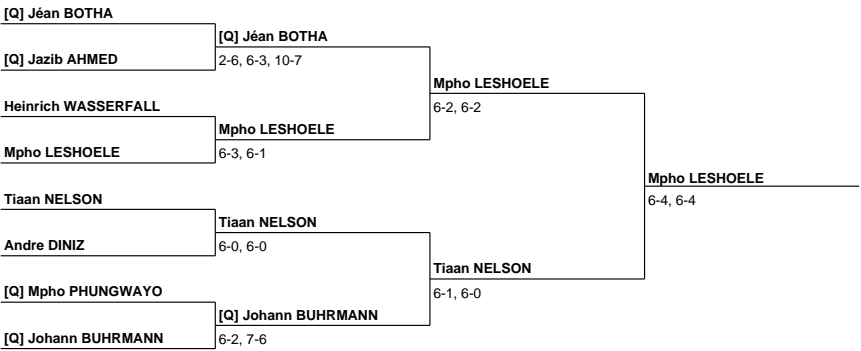 [Q] Jéan BOTHA
[Q] Jazib AHMED
Heinrich WASSERFALL
Mpho LESHOELE
Tiaan NELSON
Andre DINIZ
[Q] Mpho PHUNGWAYO
[Q] Johann BUHRMANN
[Q] Jéan BOTHA
2-6, 6-3, 10-7
Mpho LESHOELE
6-3, 6-1
Tiaan NELSON
6-0, 6-0
[Q] Johann BUHRMANN
6-2, 7-6
Mpho LESHOELE
6-2, 6-2
Tiaan NELSON
6-1, 6-0
Mpho LESHOELE
6-4, 6-4